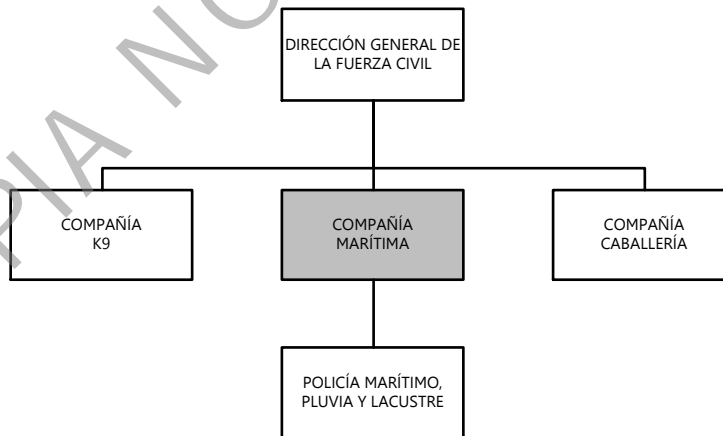 DIRECCIÓN GENERAL DE
LA FUERZA CIVIL
COMPAÑÍA
K9
COMPAÑÍA
MARÍTIMA
COMPAÑÍA
CABALLERÍA
POLICÍA MARÍTIMO,
PLUVIA Y LACUSTRE